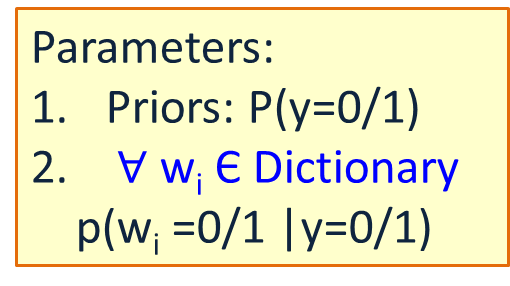 Parameters:
1. Priors: P(y=0/1)
2. ∀ wᵢ Є Dictionary
p(wᵢ =0/1 |y=0/1)